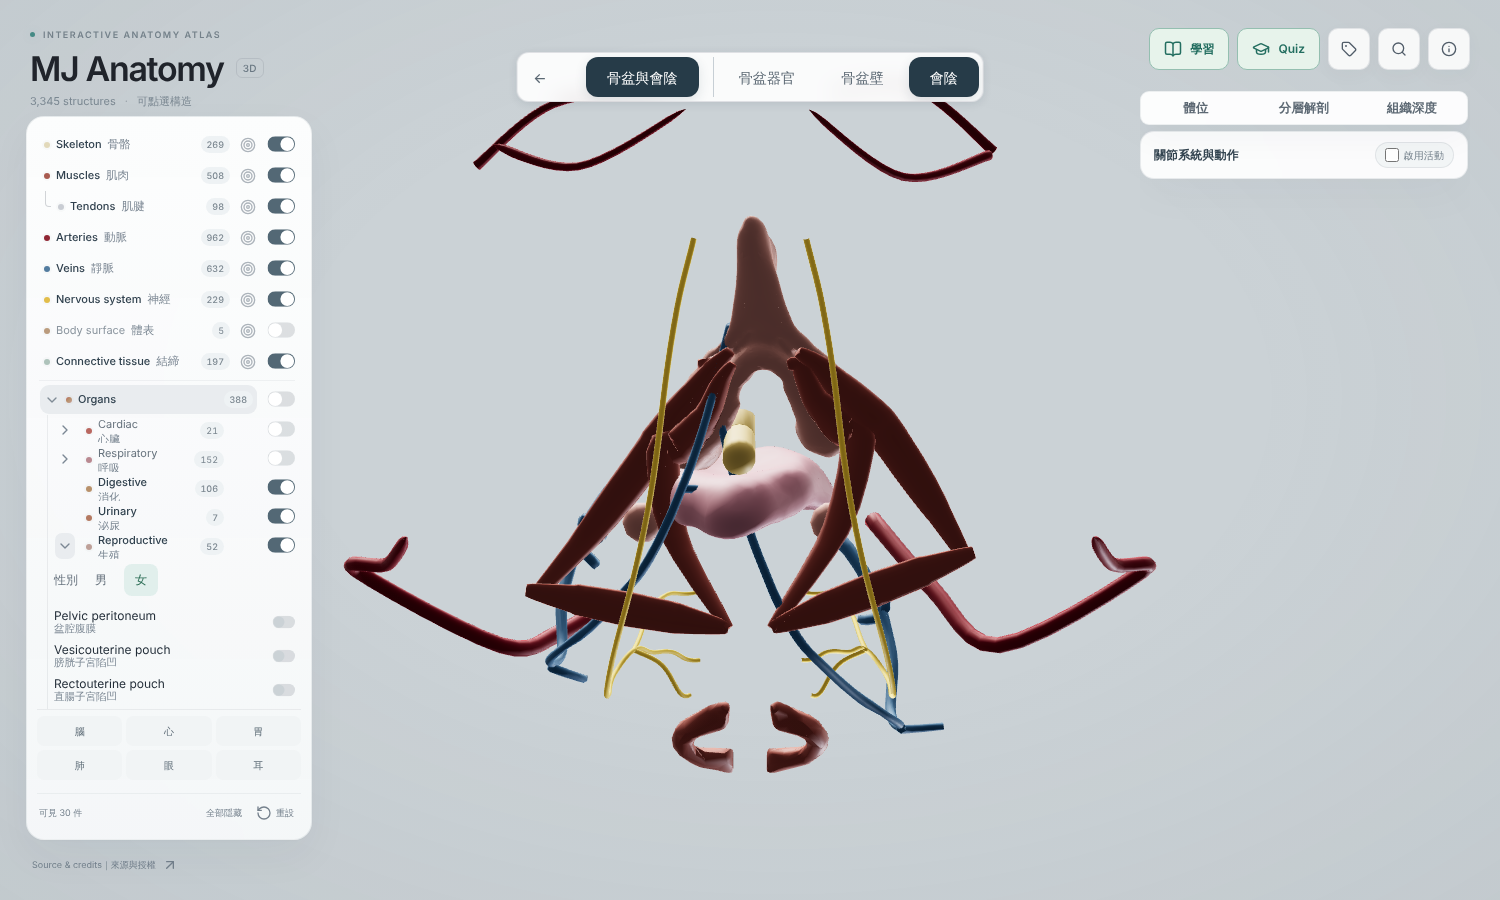 INTERACTIVE ANATOMY ATLAS
MJ Anatomy 3D
3,345 structures · 可點選構造
Skeleton 骨骼 269
Muscles 肌肉 508
Tendons 肌腱 98
Arteries 動脈 962
Veins 靜脈 632
Nervous system 神經 229
Body surface 體表 5
Connective tissue 結締 197
Organs 388
Cardiac 21
心臟
Respiratory 152
呼吸
Digestive 106
消化
Urinary 7
泌尿
Reproductive 52
生殖
性別 男 女
Pelvic peritoneum
盆腔腹膜
Vesicouterine pouch
膀胱子宮陷凹
Rectouterine pouch
直腸子宮陷凹
腦 心 胃
肺 眼 耳
可見 30 件 全部隱藏 重設
Source & credits | 來源與授權
← 骨盆與會陰 骨盆器官 骨盆壁 會陰
學習 Quiz
體位 分層解剖 組織深度
關節系統與動作 啟用活動